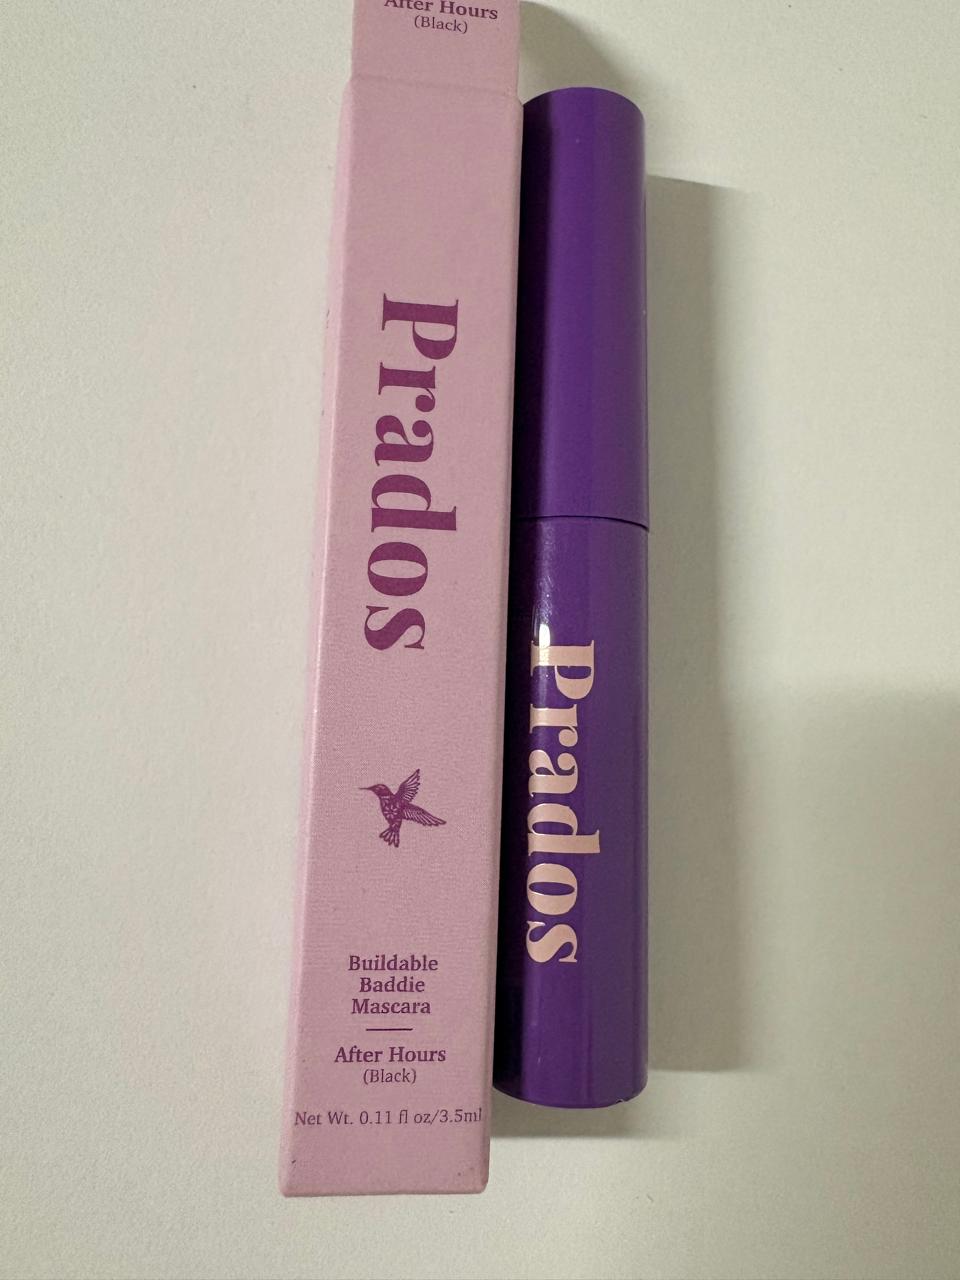 After Hours
(Black)
Prados
Buildable
Baddie
Mascara
After Hours
(Black)
Net Wt. 0.11 fl oz/3.5ml
Prados